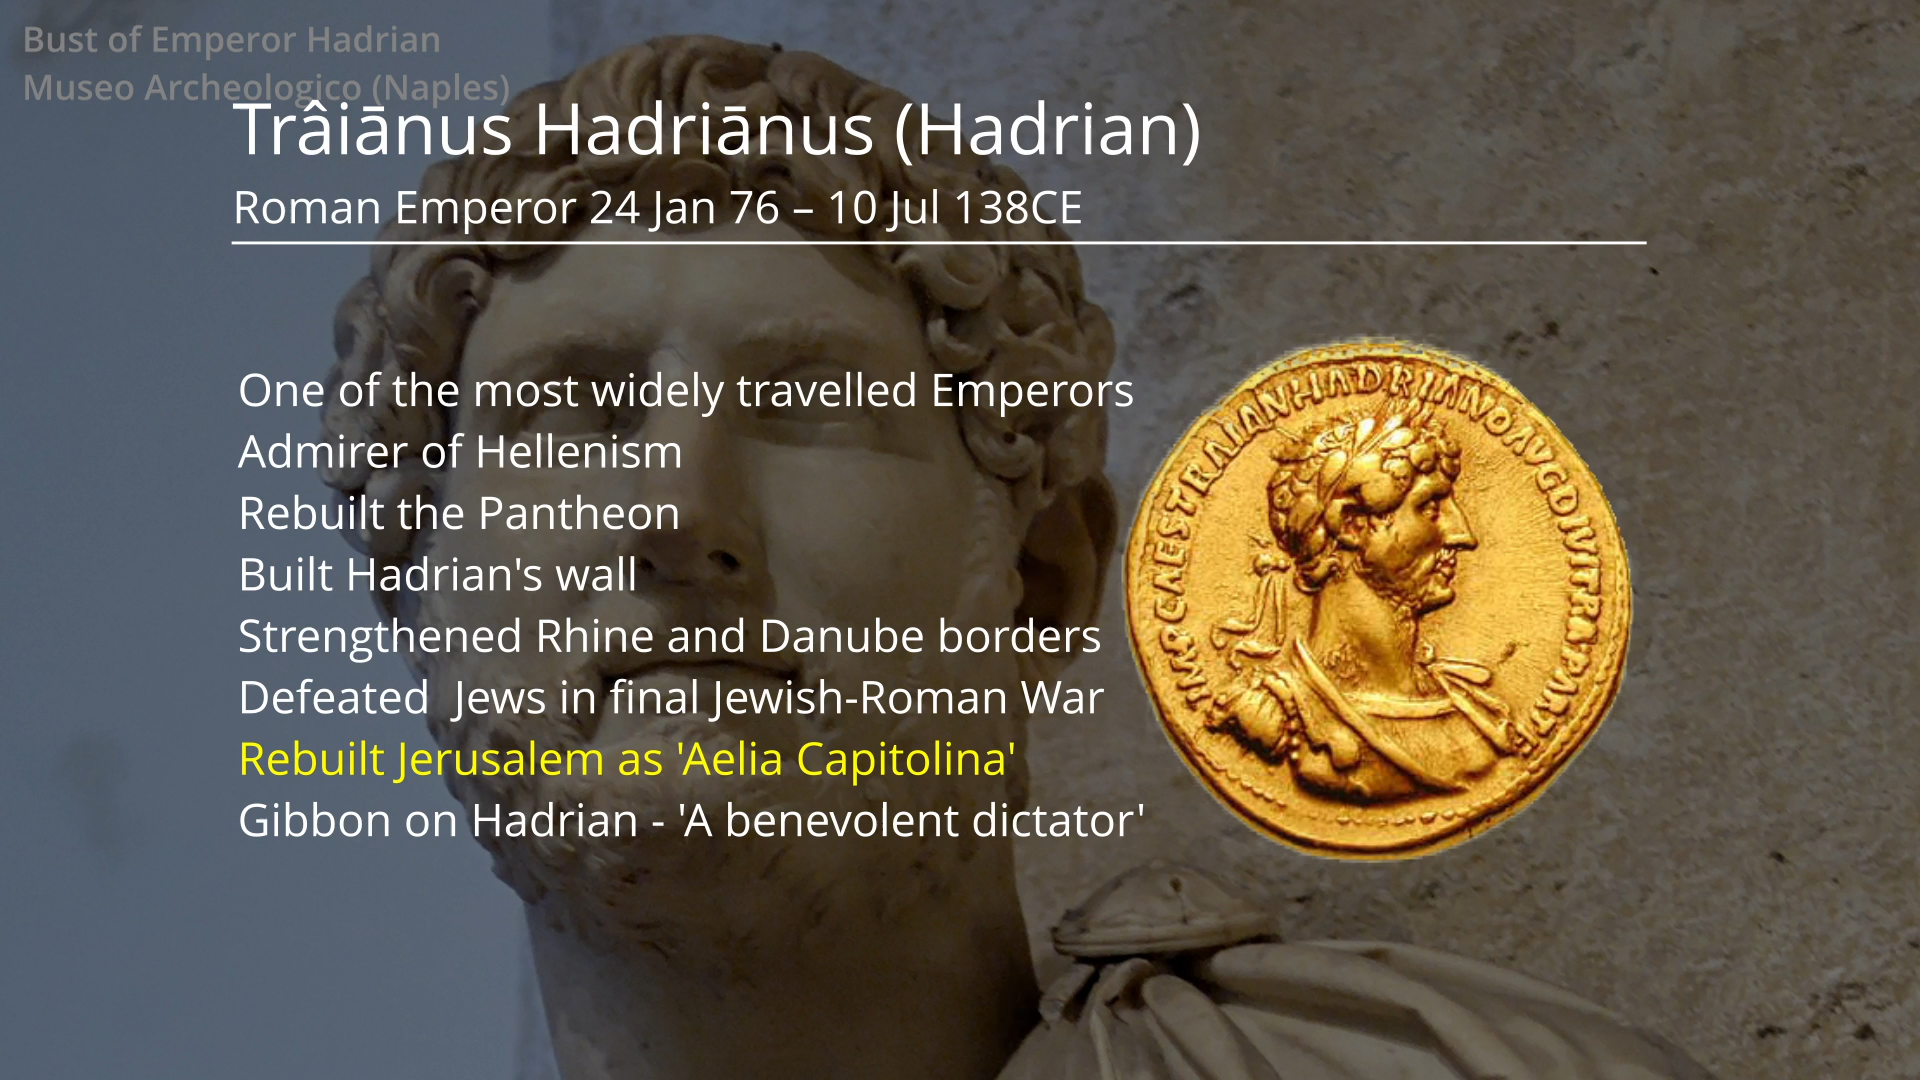 Bust of Emperor Hadrian
Museo Archeologico (Naples)
Trâiānus Hadriānus (Hadrian)
Roman Emperor 24 Jan 76 – 10 Jul 138CE
One of the most widely travelled Emperors
Admirer of Hellenism
Rebuilt the Pantheon
Built Hadrian's wall
Strengthened Rhine and Danube borders
Defeated  Jews in final Jewish-Roman War
Rebuilt Jerusalem as 'Aelia Capitolina'
Gibbon on Hadrian - 'A benevolent dictator'
IMPCAESTRAIANHADRIANOAVGDIVITRAPARTF